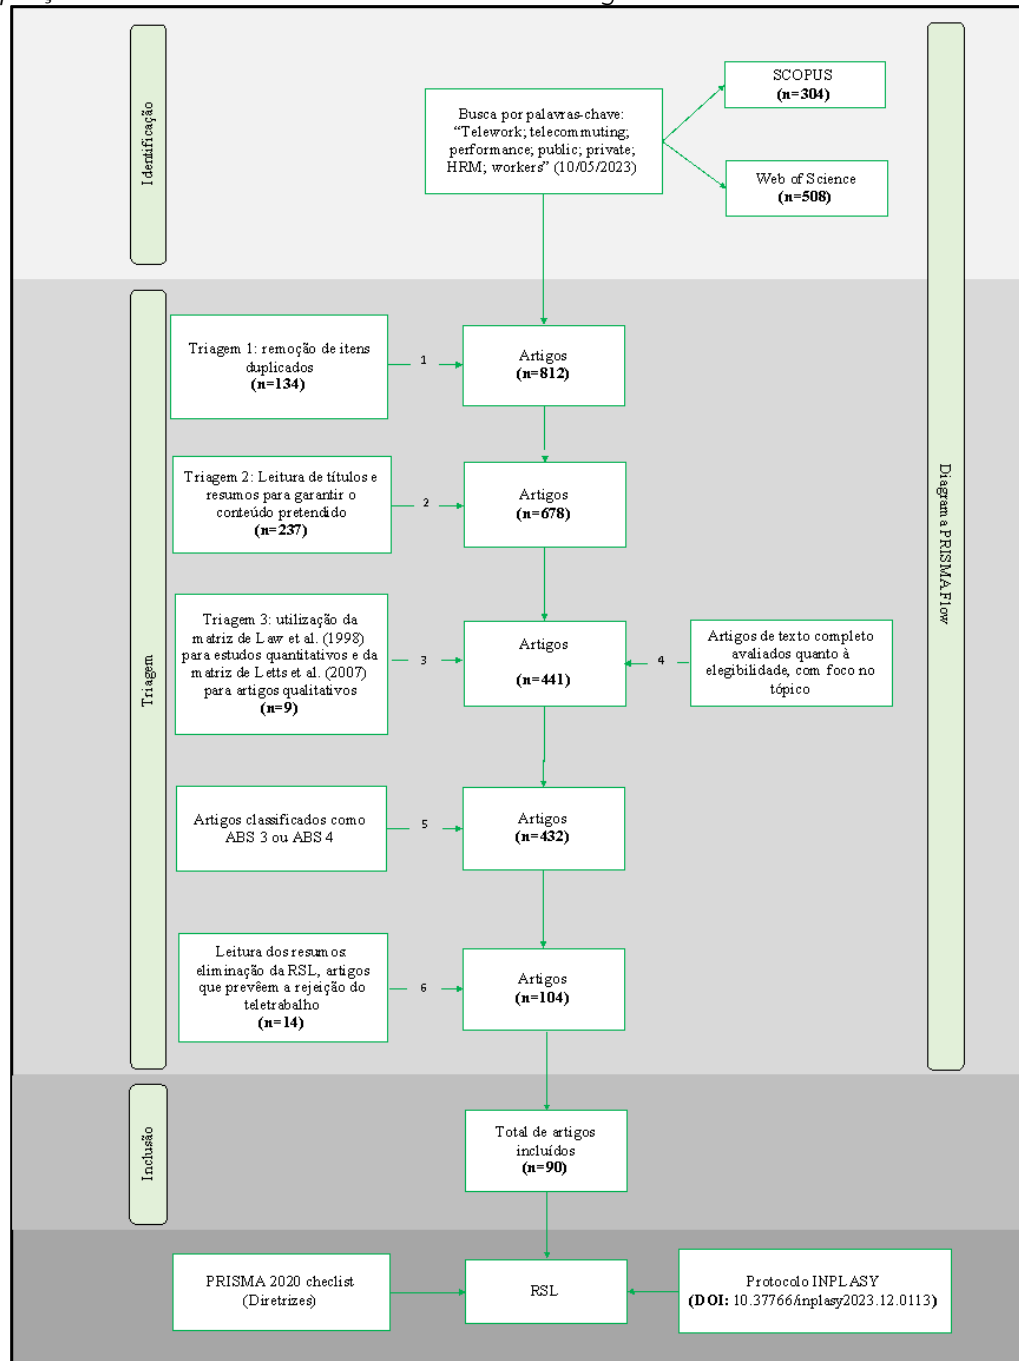 Identificação
Busca por palavras-chave:
“Telework; telecommuting;
performance; public; private;
HRM; workers” (10/05/2023)
SCOPUS
(n=304)
Web of Science
(n=508)
Diagrama PRISMA Flow
Triagem
Triagem 1: remoção de itens
duplicados
(n=134)
1
Artigos
(n=812)
Triagem 2: Leitura de títulos e
resumos para garantir o
conteúdo pretendido
(n=237)
2
Artigos
(n=678)
Triagem 3: utilização da
matriz de Law et al. (1998)
para estudos quantitativos e da
matriz de Letts et al. (2007)
para artigos qualitativos
(n=9)
3
Artigos
(n=441)
4
Artigos de texto completo
avaliados quanto à
elegibilidade, com foco no
tópico
Artigos classificados como
ABS 3 ou ABS 4
5
Artigos
(n=432)
Leitura dos resumos
eliminação da RSL, artigos
que prevêem a rejeição do
teletrabalho
(n=14)
6
Artigos
(n=104)
Inclusão
Total de artigos
incluídos
(n=90)
PRISMA 2020 checlist
(Diretrizes)
RSL
Protocolo INPLASY
(DOI: 10.37766/inplasy2023.12.0113)